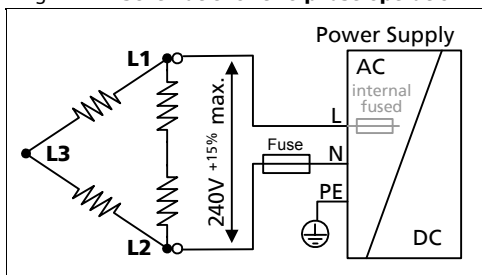 Power Supply
L1
AC
internal
fused
L
240V +15% max.
Fuse
N
L3
PE
L2
DC